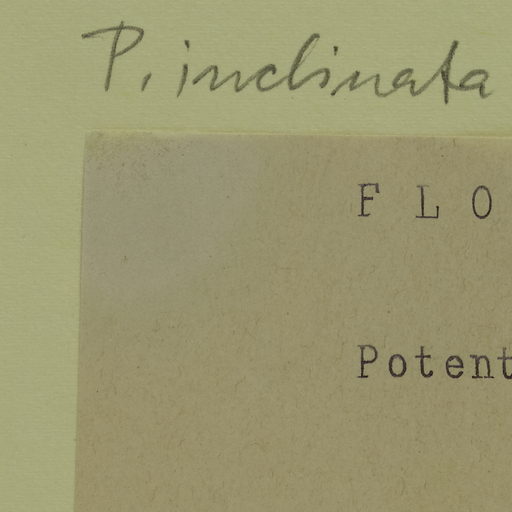 P. inclinata
F L O
Potent